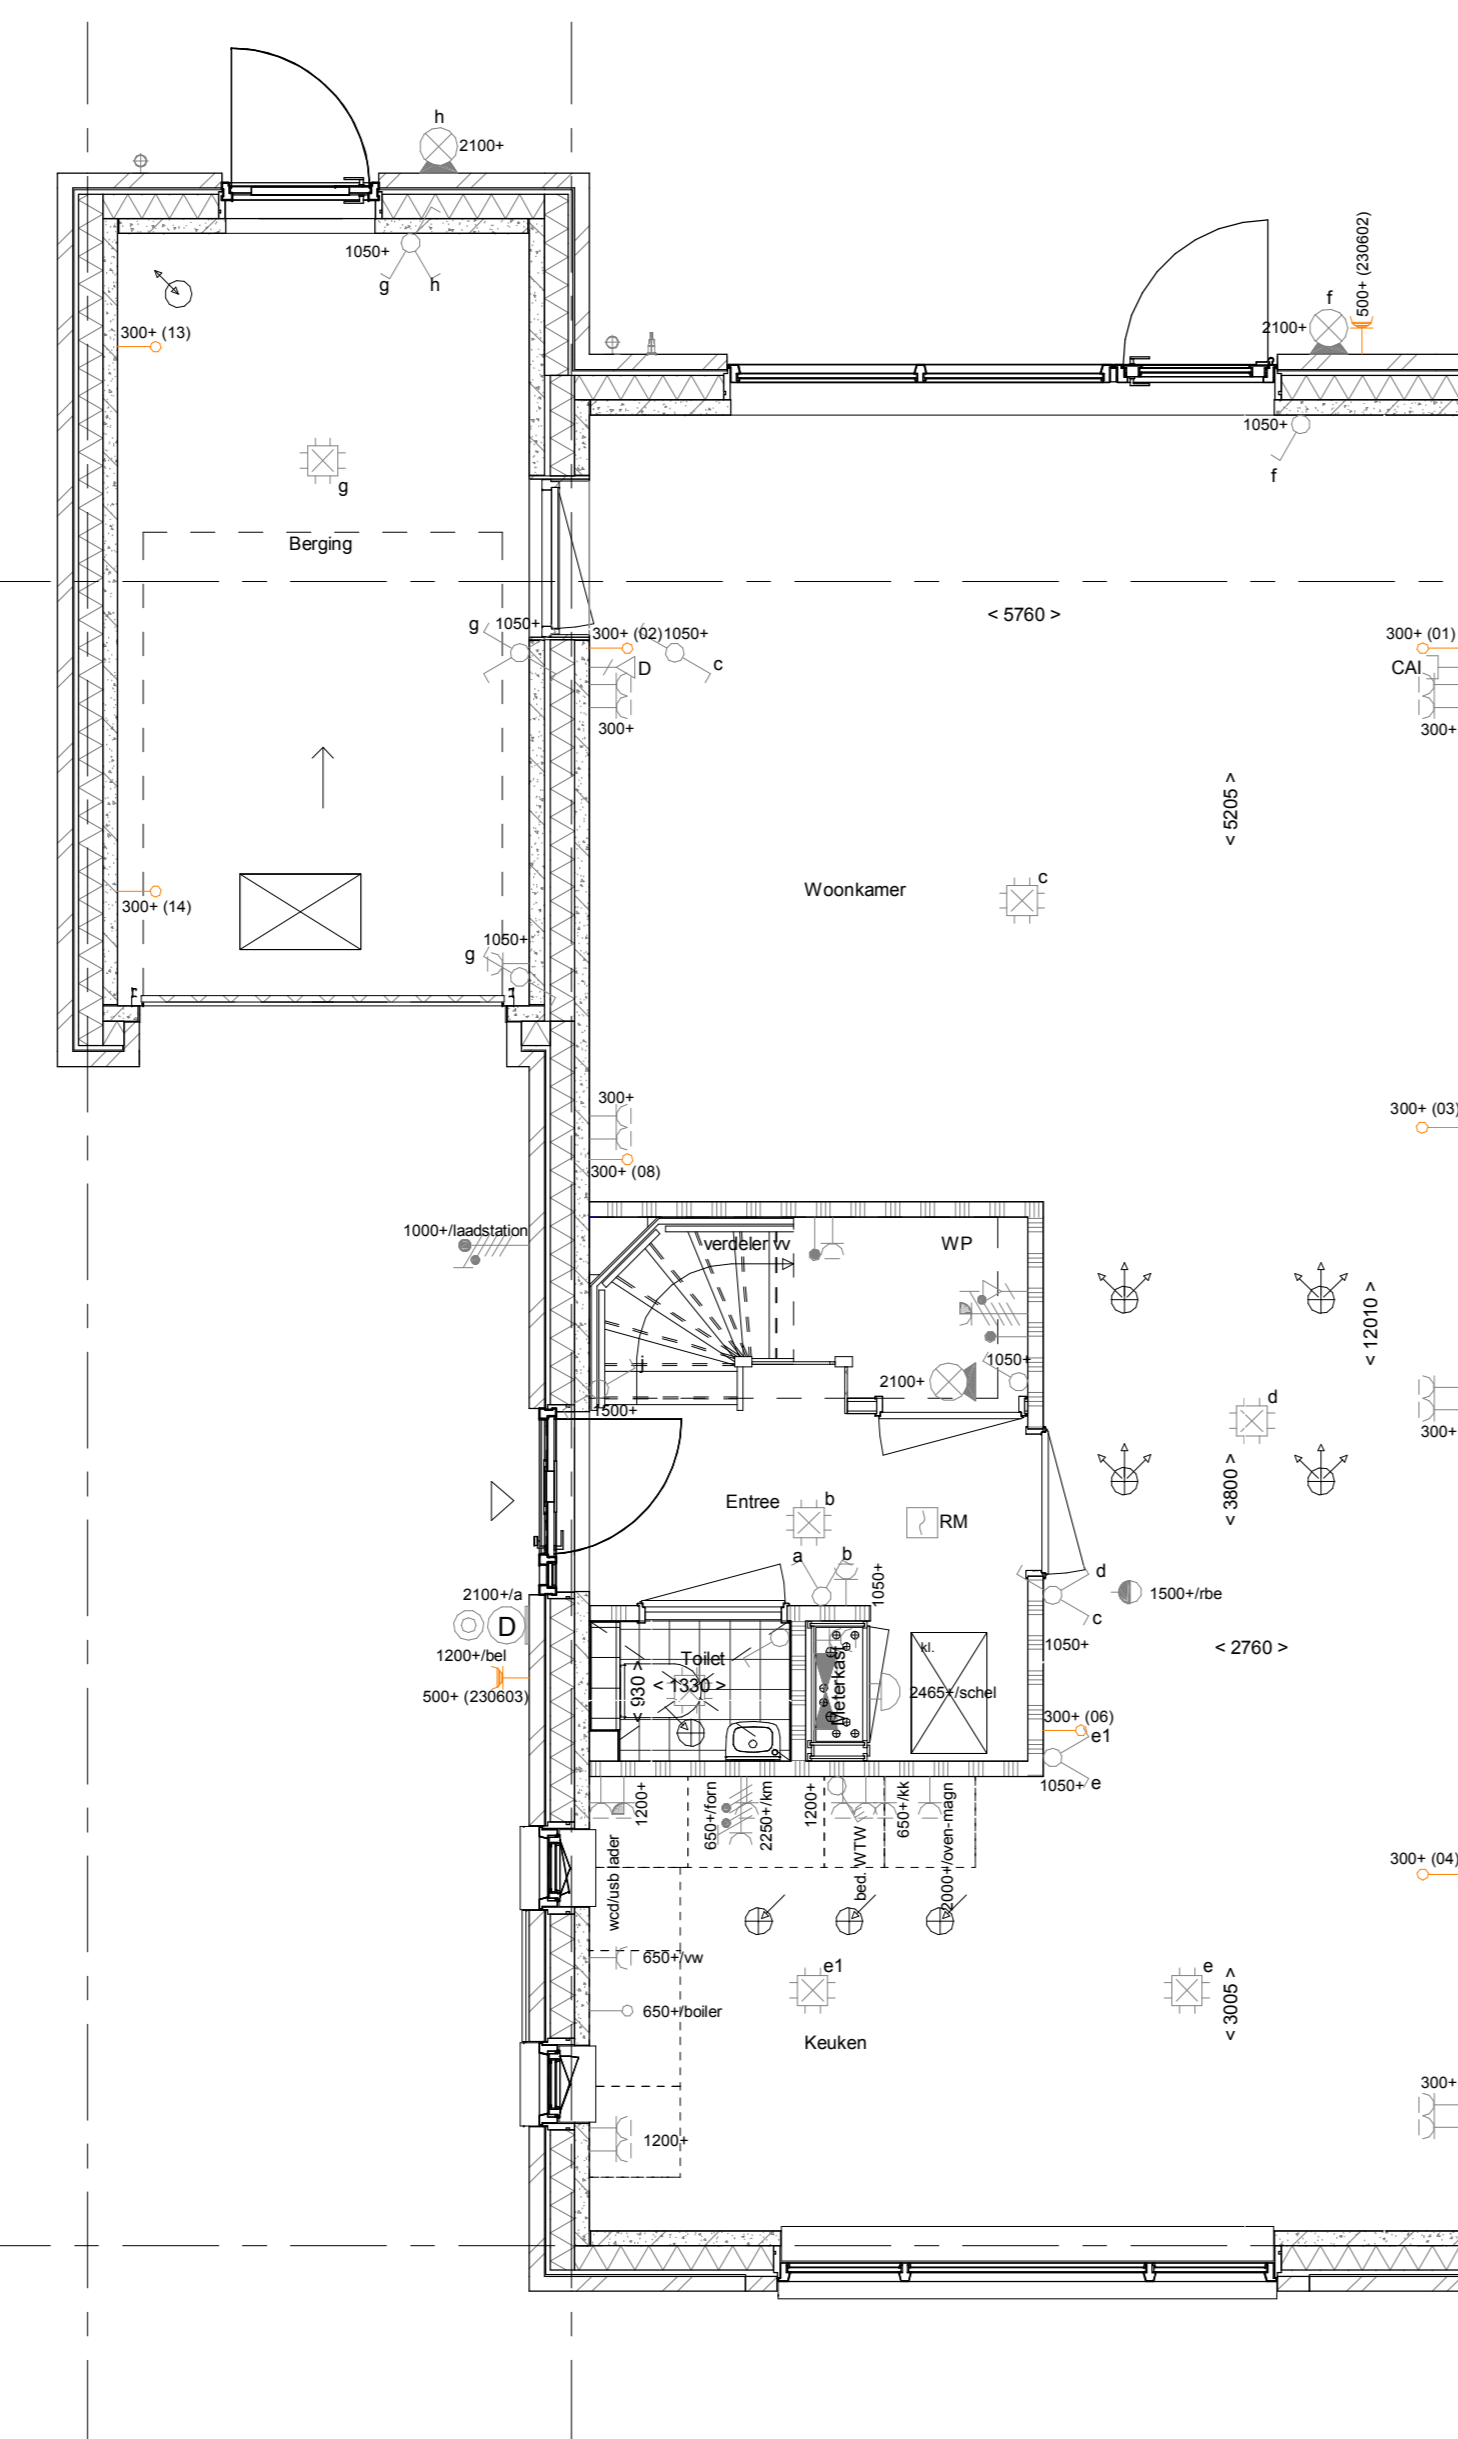 h
2100+
500+ (230602)
f
2100+
1050+
g
h
300+ (13)
1050+
f
g
Berging
< 5760 >
g
1050+
300+ (02)
1050+
300+ (01)
D
c
CAI
300+
300+
< 5205 >
Woonkamer
c
300+ (14)
1050+
g
300+
300+ (03)
300+ (08)
1000+/laadstation
verdeler vv
WP
< 12010 >
j
1050+
2100+
1500+
d
300+
< 3800 >
Entree
b
RM
a
b
1050+
d
1500+/rbe
c
2100+/a
D
1050+
1200+/bel
Toilet
kl.
< 2760 >
< 930 >
< 1330 >
Meterkast
2465+/schel
500+ (230603)
300+ (06)
e1
1050+
e
1200+
650+/forn
2250+/km
1200+
650+/kk
2000+/oven-magn
wcd/usb lader
bed. WTW
300+ (04)
650+/vw
e1
e
650+/boiler
< 3005 >
Keuken
300+
1200+